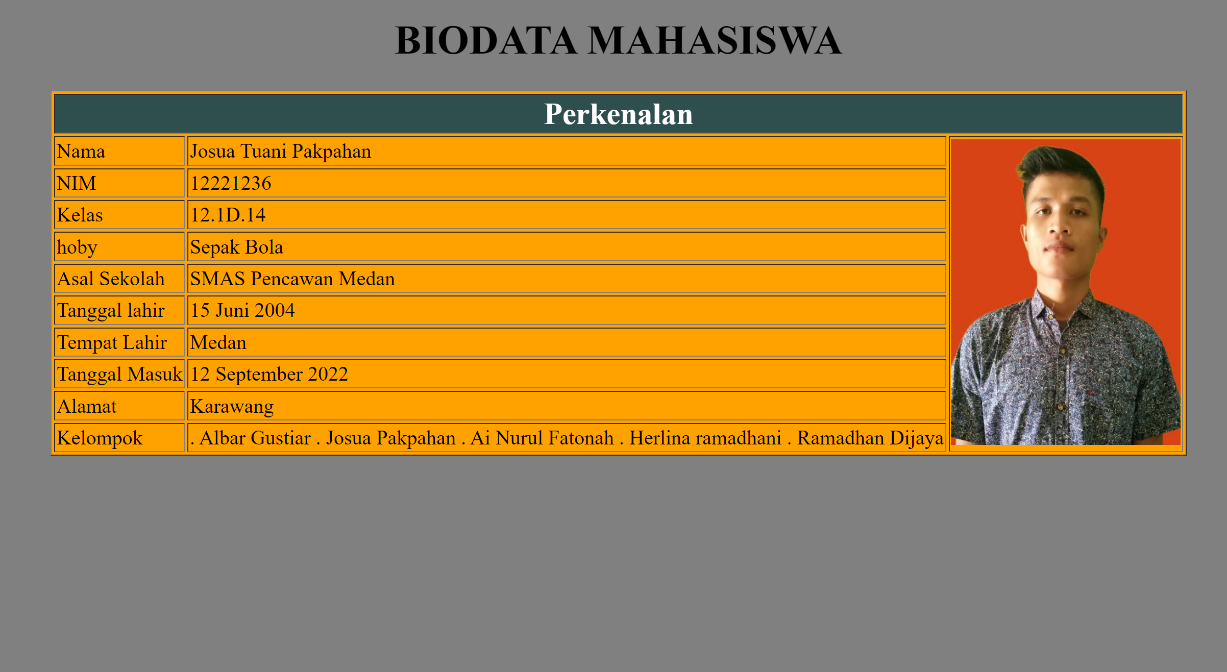 BIODATA MAHASISWA
Perkenalan
Nama Josua Tuani Pakpahan
NIM 12221236
Kelas 12.1D.14
hoby Sepak Bola
Asal Sekolah SMAS Pencawan Medan
Tanggal lahir 15 Juni 2004
Tempat Lahir Medan
Tanggal Masuk 12 September 2022
Alamat Karawang
Kelompok . Albar Gustiar . Josua Pakpahan . Ai Nurul Fatonah . Herlina ramadhani . Ramadhan Dijaya